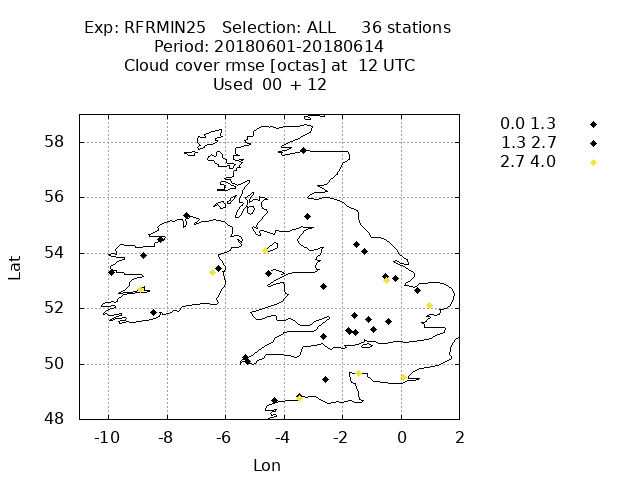 Exp: RFRMIN25   Selection: ALL     36 stations
Period: 20180601-20180614
Cloud cover rmse [octas] at  12 UTC
Used  00 + 12
0.0 1.3
1.3 2.7
2.7 4.0
58
56
54
52
50
48
Lat
-10 -8 -6 -4 -2 0 2
Lon